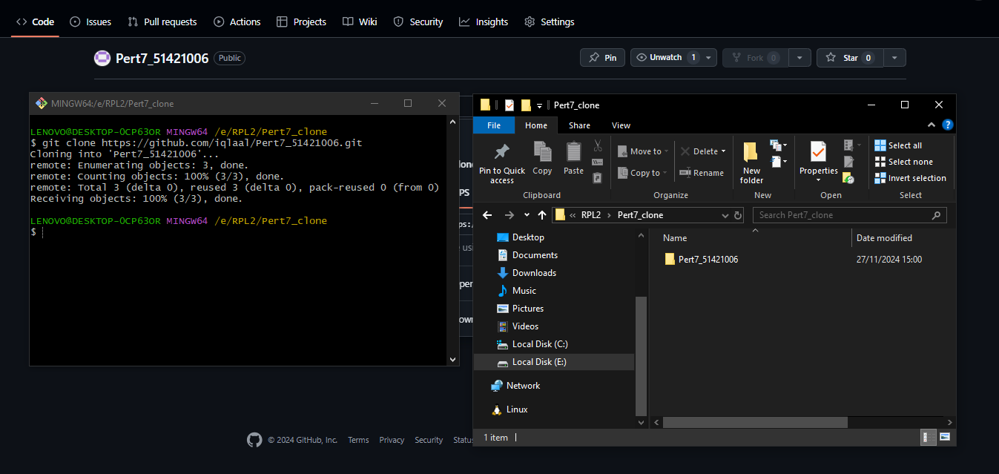 Code Issues Pull requests Actions Projects Wiki Security Insights Settings
Pert7_51421006 Public Pin Unwatch 1 Fork 0 Star 0
MINGW64:/e/RPL2/Pert7_clone
LENOVO@DESKTOP-OCP63OR MINGW64 /e/RPL2/Pert7_clone
$ git clone https://github.com/iqlaal/Pert7_51421006.git
Cloning into 'Pert7_51421006'...
remote: Enumerating objects: 3, done.
remote: Counting objects: 100% (3/3), done.
remote: Total 3 (delta 0), reused 3 (delta 0), pack-reused 0 (from 0)
Receiving objects: 100% (3/3), done.
LENOVO@DESKTOP-OCP63OR MINGW64 /e/RPL2/Pert7_clone
$
Pert7_clone
File Home Share View
Pin to Quick access
Copy
Paste
Clipboard
Move to
Copy to
Delete
Rename
Organize
New folder
New
Properties
Open
Select all
Select none
Invert selection
Select
« RPL2 › Pert7_clone
Search Pert7_clone
Desktop
Documents
Downloads
Music
Pictures
Videos
Local Disk (C:)
Local Disk (E:)
Network
Linux
Name Date modified
Pert7_51421006 27/11/2024 15:00
1 item
© 2024 GitHub, Inc. Terms Privacy Security